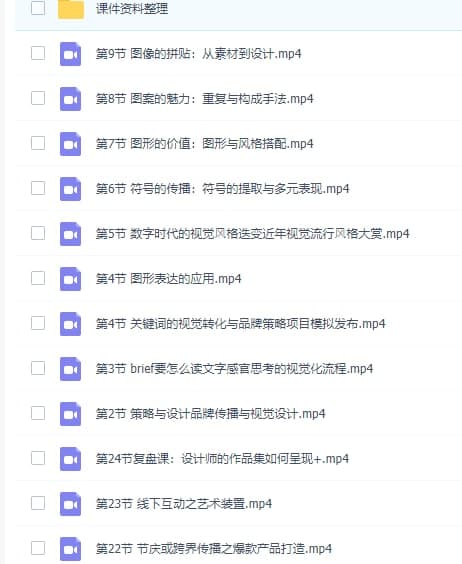 课件资料整理
第9节 图像的拼贴：从素材到设计.mp4
第8节 图案的魅力：重复与构成手法.mp4
第7节 图形的价值：图形与风格搭配.mp4
第6节 符号的传播：符号的提取与多元表现.mp4
第5节 数字时代的视觉风格迭变近年视觉流行风格大赏.mp4
第4节 图形表达的应用.mp4
第4节 关键词的视觉转化与品牌策略项目模拟发布.mp4
第3节 brief要怎么读文字感官思考的视觉化流程.mp4
第2节 策略与设计品牌传播与视觉设计.mp4
第24节复盘课：设计师的作品集如何呈现+.mp4
第23节 线下互动之艺术装置.mp4
第22节 节庆或跨界传播之爆款产品打造.mp4